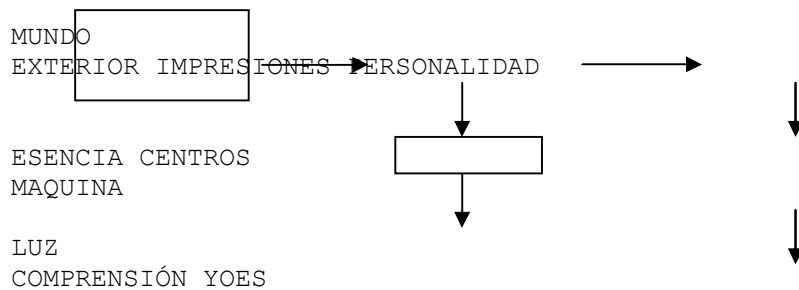 MUNDO
EXTERIOR IMPRESIONES PERSONALIDAD
ESENCIA CENTROS
MAQUINA
LUZ
COMPRENSIÓN YOES